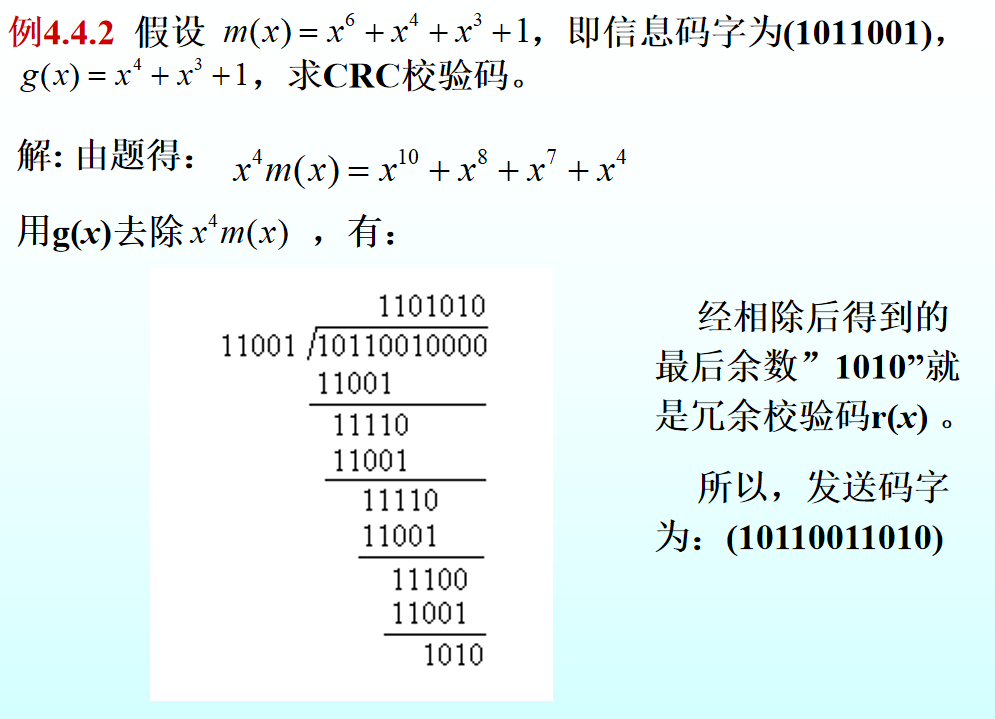 例4.4.2 假设 m(x) = x⁶ + x⁴ + x³ + 1，即信息码字为(1011001)，
g(x) = x⁴ + x³ + 1，求CRC校验码。
解: 由题得： x⁴m(x) = x¹⁰ + x⁸ + x⁷ + x⁴
用g(x)去除 x⁴m(x) ，有：
1101010
11001 /10110010000
11001
11110
11001
11110
11001
11100
11001
1010
经相除后得到的
最后余数”1010”就
是冗余校验码r(x) 。
所以，发送码字
为：(10110011010)